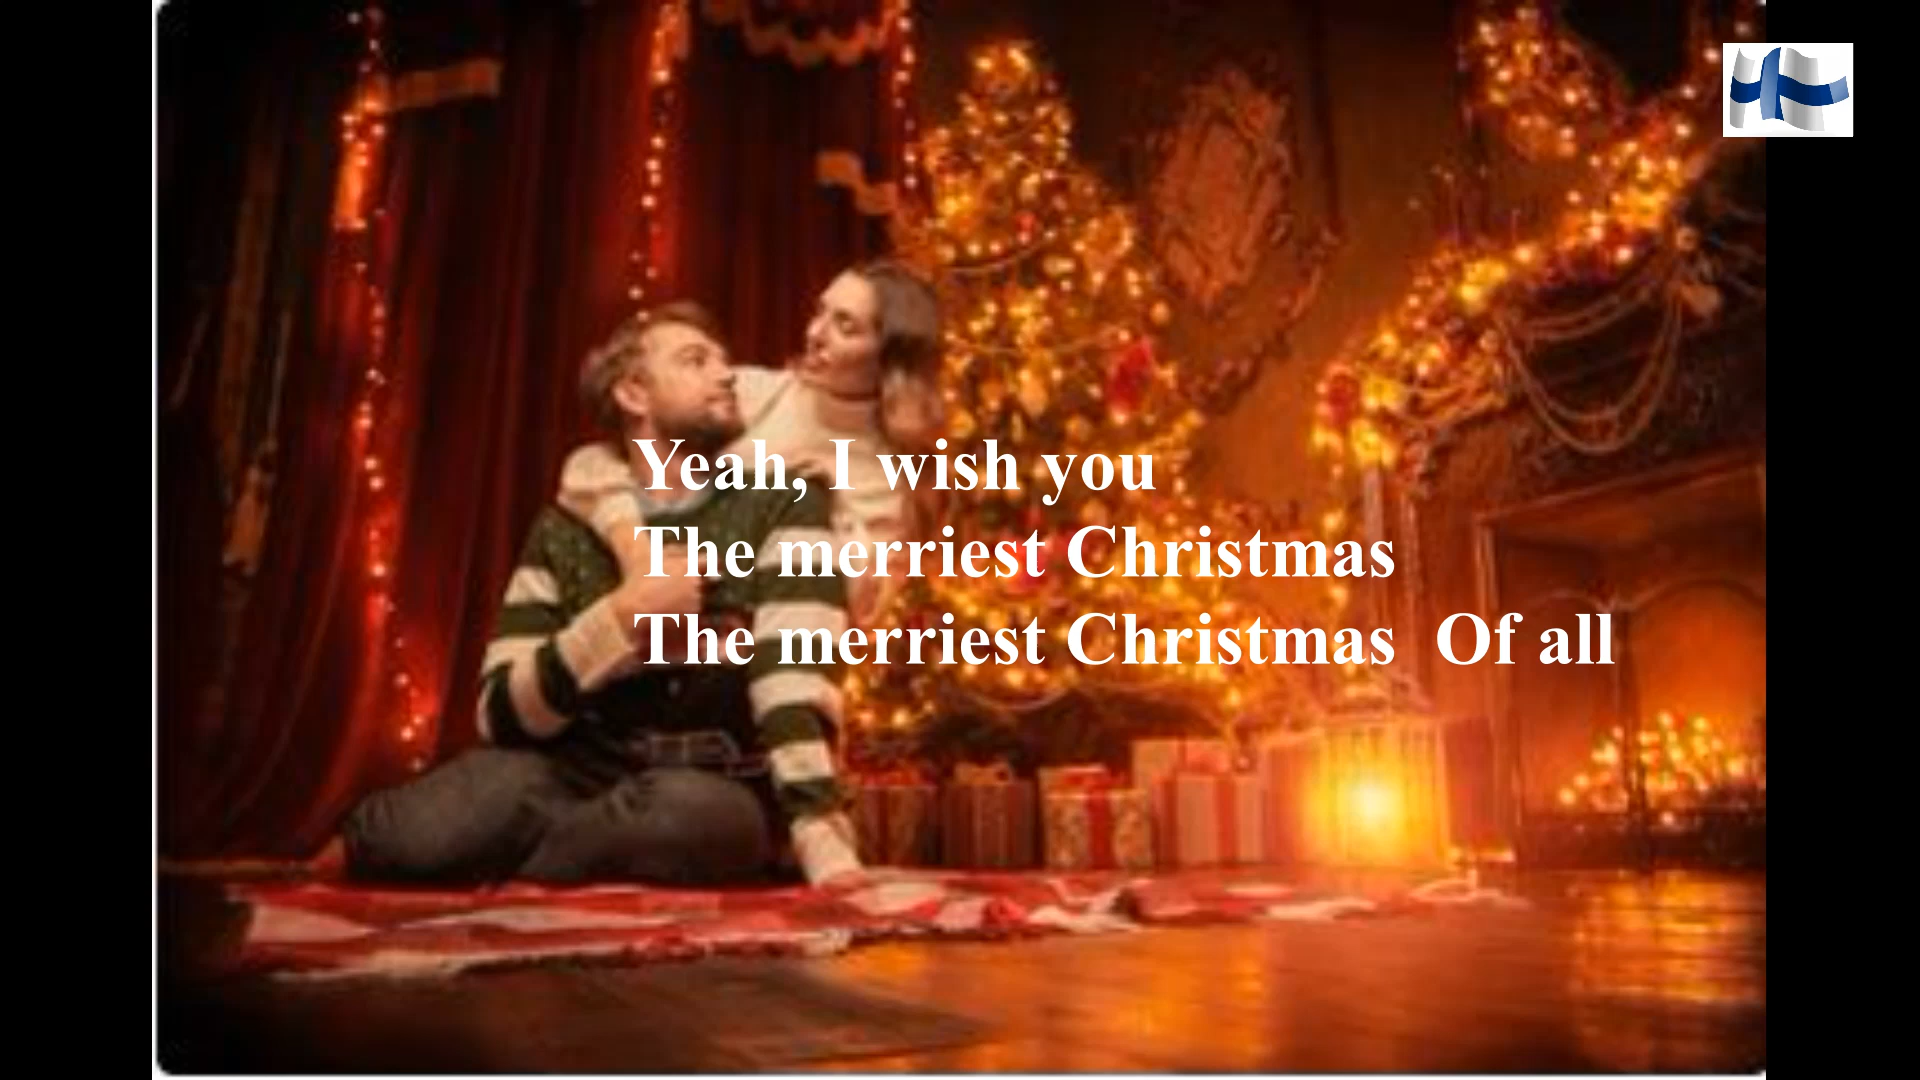 Yeah, I wish you
The merriest Christmas
The merriest Christmas  Of all